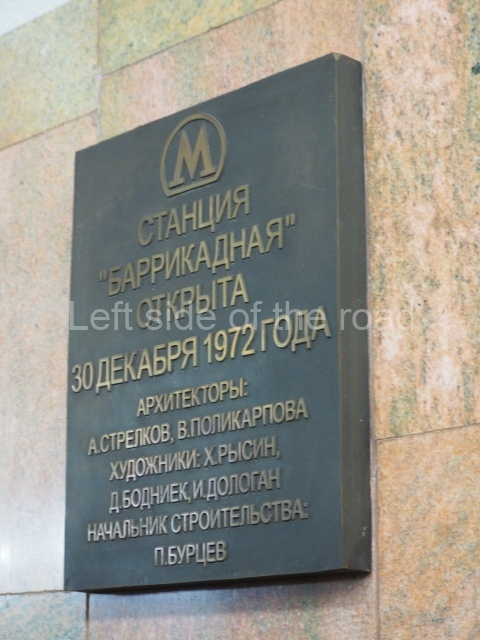 М
СТАНЦИЯ
"БАРРИКАДНАЯ"
ОТКРЫТА
30 ДЕКАБРЯ 1972 ГОДА
АРХИТЕКТОРЫ:
А.СТРЕЛКОВ, В.ПОЛИКАРПОВА
ХУДОЖНИКИ: Х.РЫСИН,
Д.БОДНИЕК, И.ДОЛОГАН
НАЧАЛЬНИК СТРОИТЕЛЬСТВА:
П.БУРЦЕВ
Left side of the road